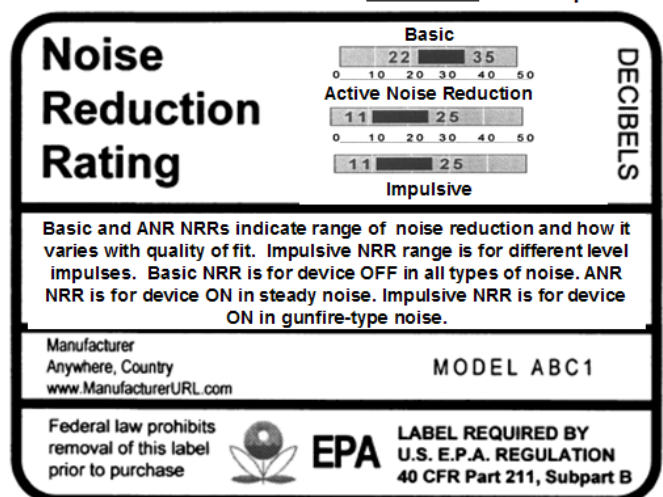 Noise
Reduction
Rating
Basic
22 35
0 10 20 30 40 50
Active Noise Reduction
11 25
0 10 20 30 40 50
11 25
Impulsive
DECIBELS
Basic and ANR NRRs indicate range of noise reduction and how it
varies with quality of fit. Impulsive NRR range is for different level
impulses. Basic NRR is for device OFF in all types of noise. ANR
NRR is for device ON in steady noise. Impulsive NRR is for device
ON in gunfire-type noise.
Manufacturer
Anywhere, Country
www.ManufacturerURL.com
MODEL ABC1
Federal law prohibits
removal of this label
prior to purchase
EPA
LABEL REQUIRED BY
U.S. E.P.A. REGULATION
40 CFR Part 211, Subpart B